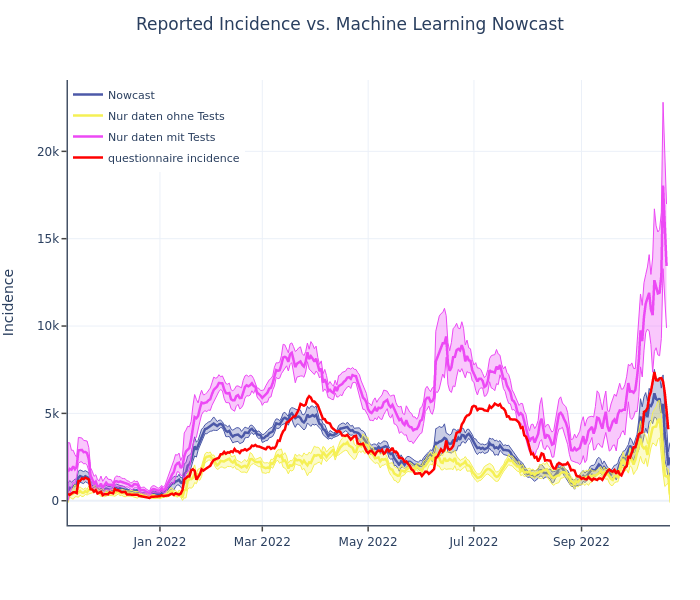 Reported Incidence vs. Machine Learning Nowcast
Nowcast
Nur daten ohne Tests
Nur daten mit Tests
questionnaire incidence
Incidence
20k
15k
10k
5k
0
Jan 2022
Mar 2022
May 2022
Jul 2022
Sep 2022